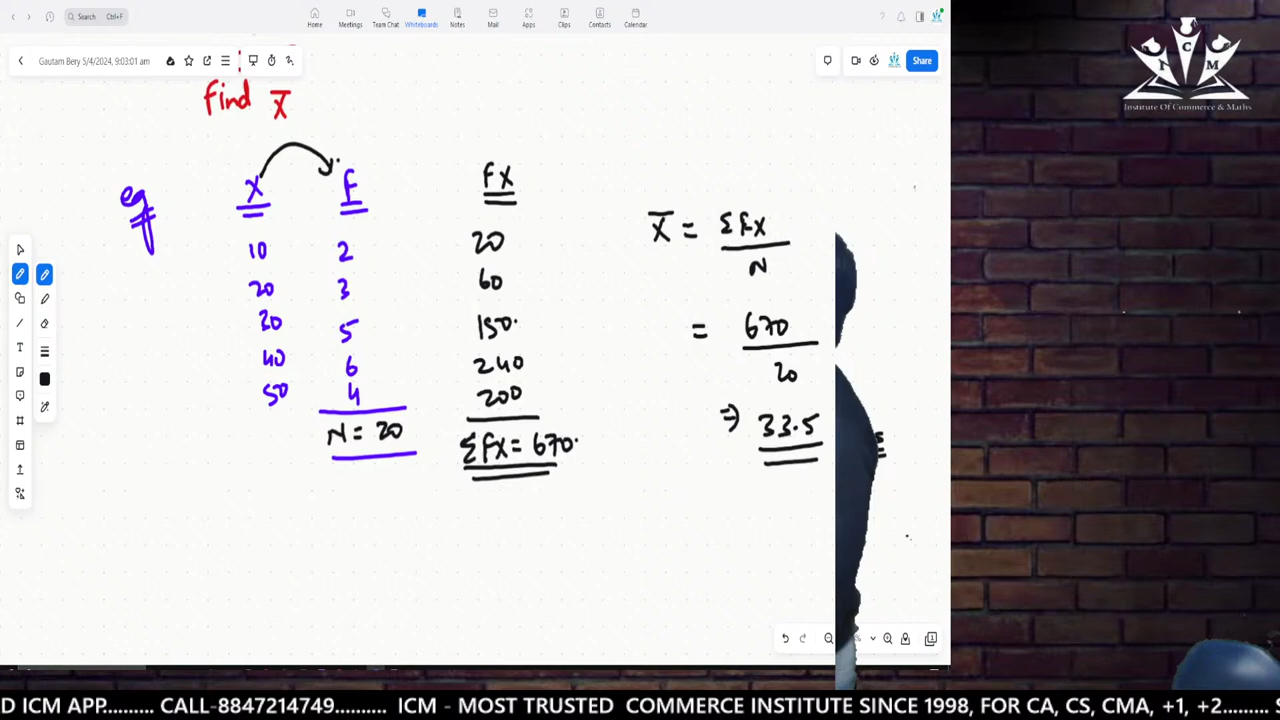 Search Ctrl+F
Home Meetings Team Chat Whiteboards Notes Mail Apps Clips Contacts Calendar
Gautam Bery 5/4/2024, 9:03:01 am
Share
Find X̅
eg
X F FX
10 2 20
20 3 60
30 5 150
40 6 240
50 4 200
N = 20 ΣFX = 670
X̅ = ΣFX / N
= 670 / 20
⇒ 33.5
I C M
Institute Of Commerce & Maths
D ICM APP.......... CALL-8847214749.......... ICM - MOST TRUSTED COMMERCE INSTITUTE SINCE 1998, FOR CA, CS, CMA, +1, +2.........